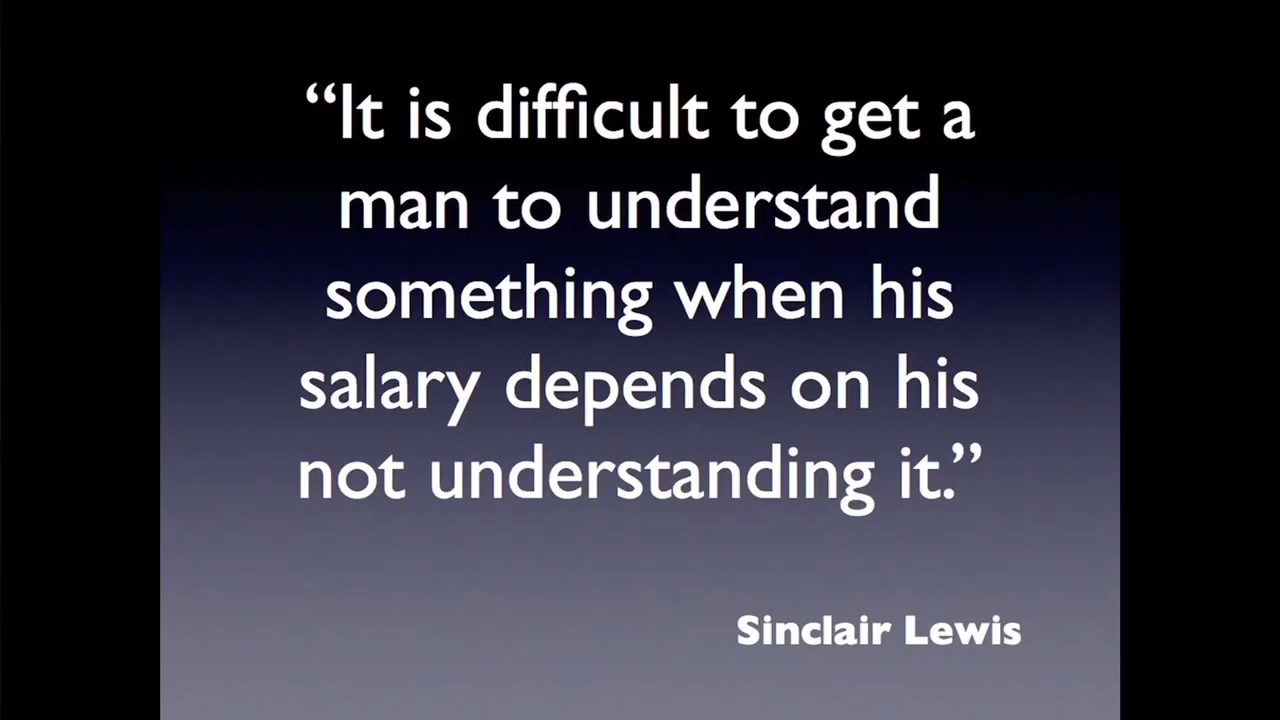 “It is difficult to get a
man to understand
something when his
salary depends on his
not understanding it.”
Sinclair Lewis